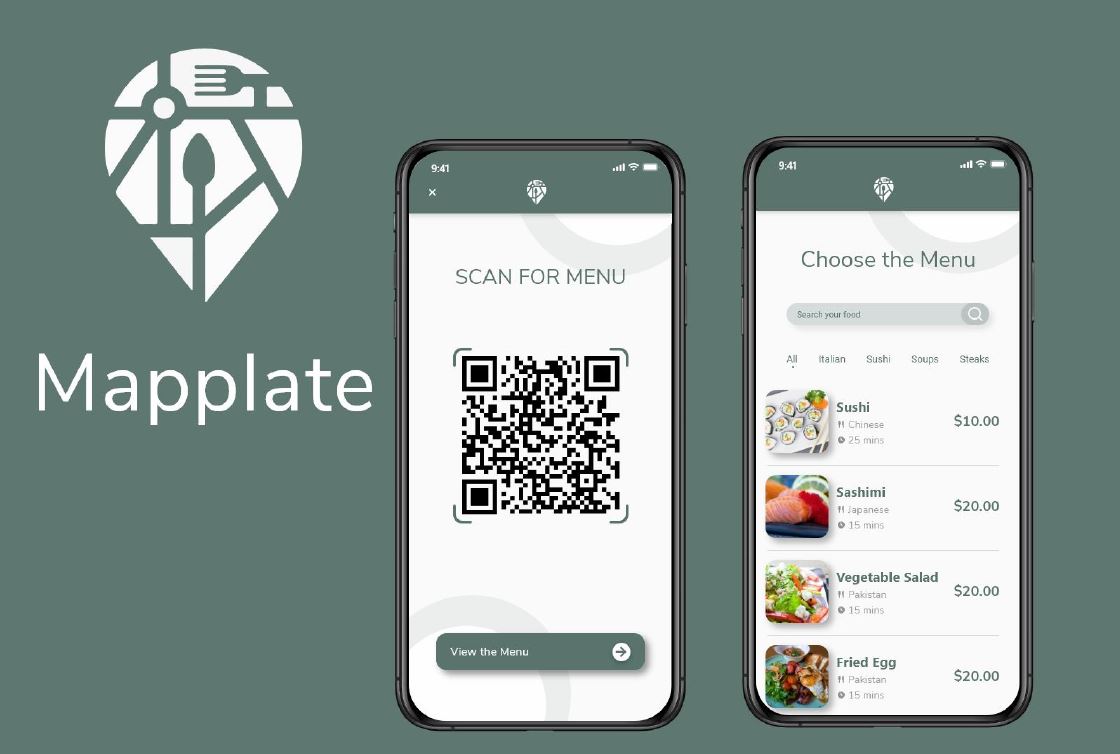 Mapplate
9:41
×
SCAN FOR MENU
View the Menu
9:41
Choose the Menu
Search your food
All Italian Sushi Soups Steaks
Sushi
Chinese
25 mins
$10.00
Sashimi
Japanese
15 mins
$20.00
Vegetable Salad
Pakistan
15 mins
$20.00
Fried Egg
Pakistan
15 mins
$20.00